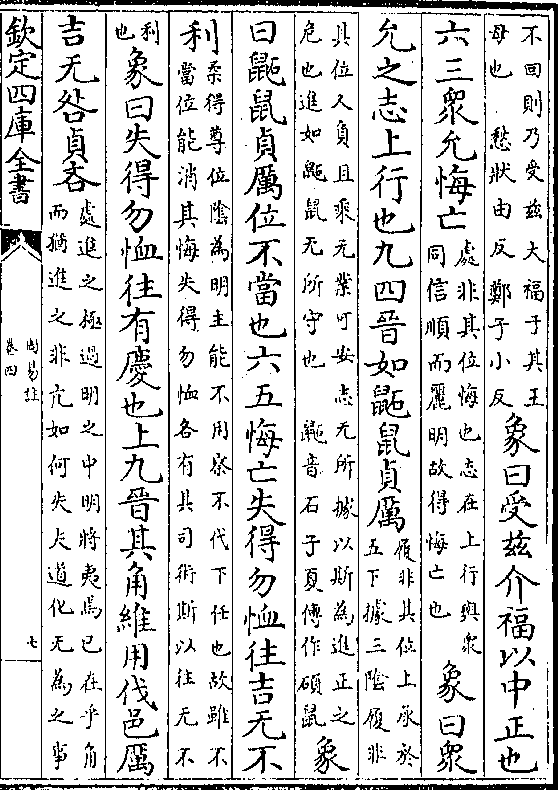 不回則乃受茲大福于其王
母也　愁狀由反鄭子小反
象曰受茲介福以中正也
六三衆允悔亡
處非其位悔也志在上行與衆
同信順而麗明故得悔亡也
象曰衆
允之志上行也九四晉如鼫鼠貞厲
履非其位上承於
五下據三陰履非
其位又負且乘无業可安志无所據以斯為進正之
危也進如鼫鼠无所守也　鼫音石子夏傳作碩鼠
象
曰鼫鼠貞厲位不當也六五悔亡失得勿恤往吉无不
利
柔得尊位陰為明主能不用察不代下任也故雖不
當位能消其悔失得勿恤各有其司術斯以往无不
利
也
象曰失得勿恤往有慶也上九晉其角維用伐邑厲
吉无咎貞吝
處進之極過明之中明將夷焉已在乎角
而猶進之非亢如何失夫道化无為之事
欽定四庫全書
周易註
卷四
七